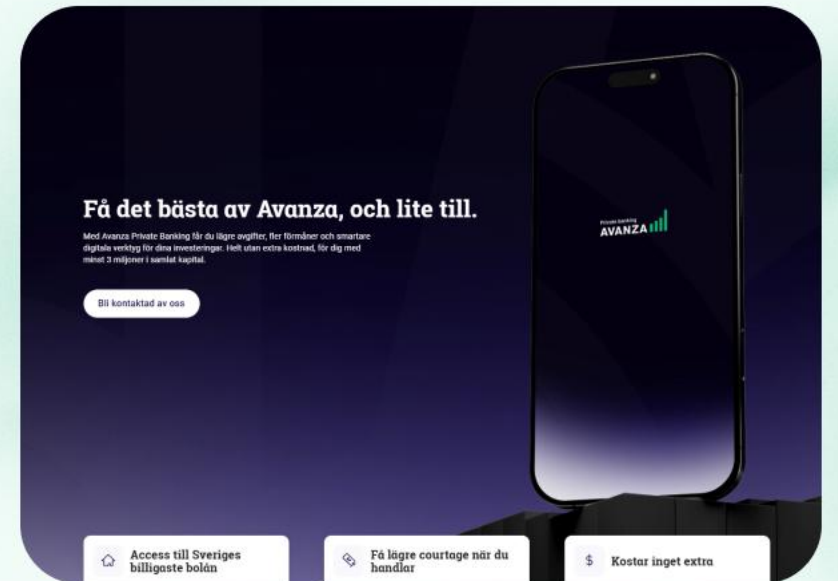 Få det bästa av Avanza, och lite till.
Med Avanza Private Banking får du lägre avgifter, fler förmåner och smartare
digitala verktyg för dina investeringar. Helt utan extra kostnad, för dig med
minst 3 miljoner i samlat kapital.
Bli kontaktad av oss
Private Banking
AVANZA
Access till Sveriges
billigaste bolån
Få lägre courtage när du
handlar
$
Kostar inget extra